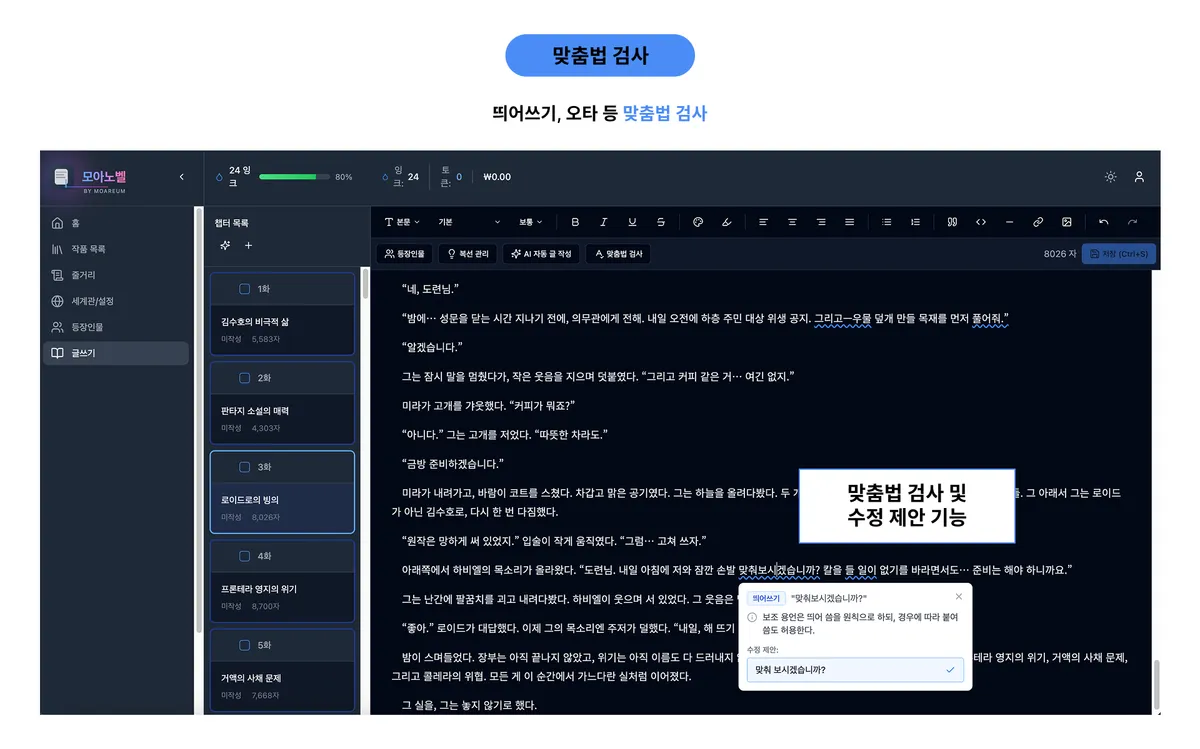 맞춤법 검사
띄어쓰기, 오타 등 맞춤법 검사
모아노벨
BY MOAREUM
24 잉
크
80%
잉
크: 24
토
큰: 0
₩0.00
홈
작품 목록
줄거리
세계관/설정
등장인물
글쓰기
챕터 목록
1화
김수호의 비극적 삶
미작성 5,583자
2화
판타지 소설의 매력
미작성 4,303자
3화
로이드로의 빙의
미작성 8,026자
4화
프론테라 영지의 위기
미작성 8,700자
5화
거액의 사채 문제
미작성 7,668자
본문 기본 보통 B I U S
등장인물 복선 관리 AI 자동 글 작성 맞춤법 검사
8026 자 저장 (Ctrl+S)
“네, 도련님.”
“밤에… 성문을 닫는 시간 지나기 전에, 의무관에게 전해. 내일 오전에 하층 주민 대상 위생 공지. 그리고—우물 덮개 만들 목재를 먼저 풀어줘.”
“알겠습니다.”
그는 잠시 말을 멈췄다가, 작은 웃음을 지으며 덧붙였다. “그리고 커피 같은 거… 여긴 없지.”
미라가 고개를 갸웃했다. “커피가 뭐죠?”
“아니다.” 그는 고개를 저었다. “따뜻한 차라도.”
“금방 준비하겠습니다.”
미라가 내려가고, 바람이 코트를 스쳤다. 차갑고 맑은 공기였다. 그는 하늘을 올려다봤다. 두 그 아래서 그는 로이드
가 아닌 김수호로, 다시 한 번 다짐했다.
맞춤법 검사 및
수정 제안 기능
“원작은 망하게 써 있었지.” 입술이 작게 움직였다. “그럼… 고쳐 쓰자.”
아래쪽에서 하비엘의 목소리가 올라왔다. “도련님. 내일 아침에 저와 잠깐 손발 맞춰보시겠습니까? 칼을 들 일이 없기를 바라면서도… 준비는 해야 하니까요.”
그는 난간에 팔꿈치를 괴고 내려다봤다. 하비엘이 웃으며 서 있었다. 그 웃음은
“좋아.” 로이드가 대답했다. 이제 그의 목소리엔 주저가 덜했다. “내일, 해 뜨기
밤이 스며들었다. 장부는 아직 끝나지 않았고, 위기는 아직 이름도 다 드러내지 테라 영지의 위기, 거액의 사채 문제,
그리고 콜레라의 위협. 모든 게 이 순간에서 가느다란 실처럼 이어졌다.
그 실을, 그는 놓지 않기로 했다.
띄어쓰기 "맞춰보시겠습니까?"
보조 용언은 띄어 씀을 원칙으로 하되, 경우에 따라 붙여
씀도 허용한다.
수정 제안:
맞춰 보시겠습니까?